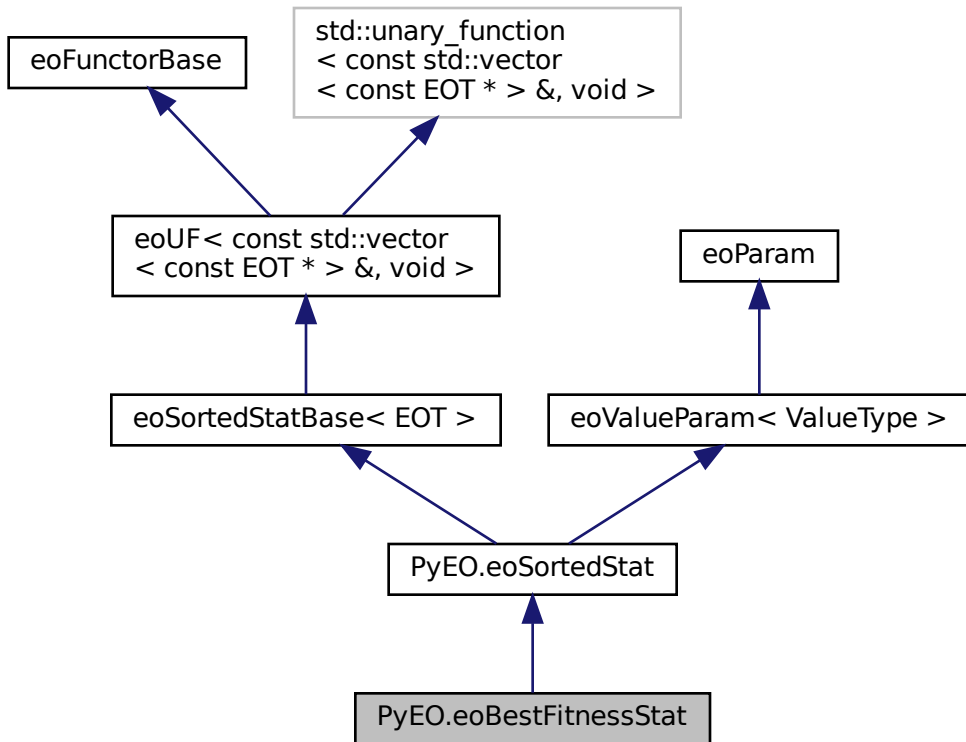 eoFunctorBase
std::unary_function
< const std::vector
< const EOT * > &, void >
eoUF< const std::vector
< const EOT * > &, void >
eoParam
eoSortedStatBase< EOT >
eoValueParam< ValueType >
PyEO.eoSortedStat
PyEO.eoBestFitnessStat